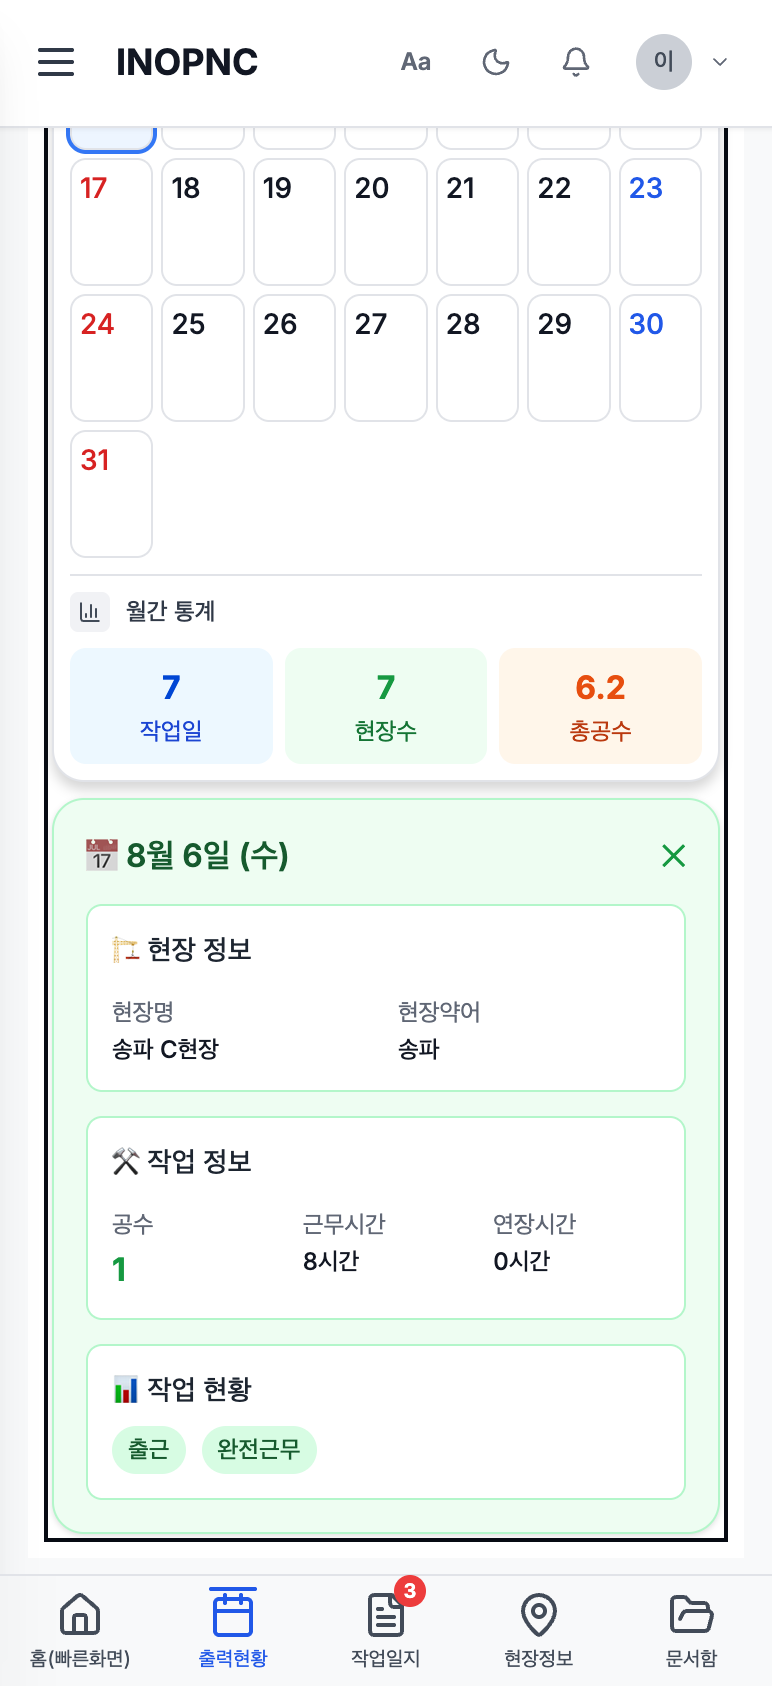 INOPNC Aa 이
17 18 19 20 21 22 23
24 25 26 27 28 29 30
31
월간 통계
7 7 6.2
작업일 현장수 총공수
JUL 17 8월 6일 (수)
현장 정보
현장명 현장약어
송파 C현장 송파
작업 정보
공수 근무시간 연장시간
1 8시간 0시간
작업 현황
출근 완전근무
3
홈(빠른화면) 출력현황 작업일지 현장정보 문서함